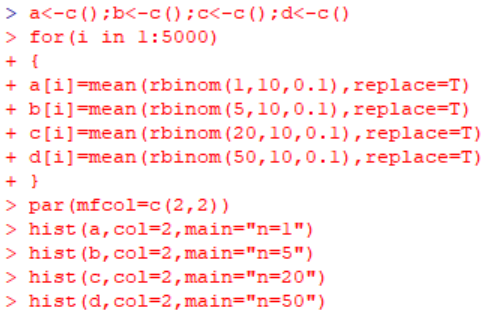 > a<-c();b<-c();c<-c();d<-c()
> for(i in 1:5000)
+ {
+ a[i]=mean(rbinom(1,10,0.1),replace=T)
+ b[i]=mean(rbinom(5,10,0.1),replace=T)
+ c[i]=mean(rbinom(20,10,0.1),replace=T)
+ d[i]=mean(rbinom(50,10,0.1),replace=T)
+ }
> par(mfcol=c(2,2))
> hist(a,col=2,main="n=1")
> hist(b,col=2,main="n=5")
> hist(c,col=2,main="n=20")
> hist(d,col=2,main="n=50")